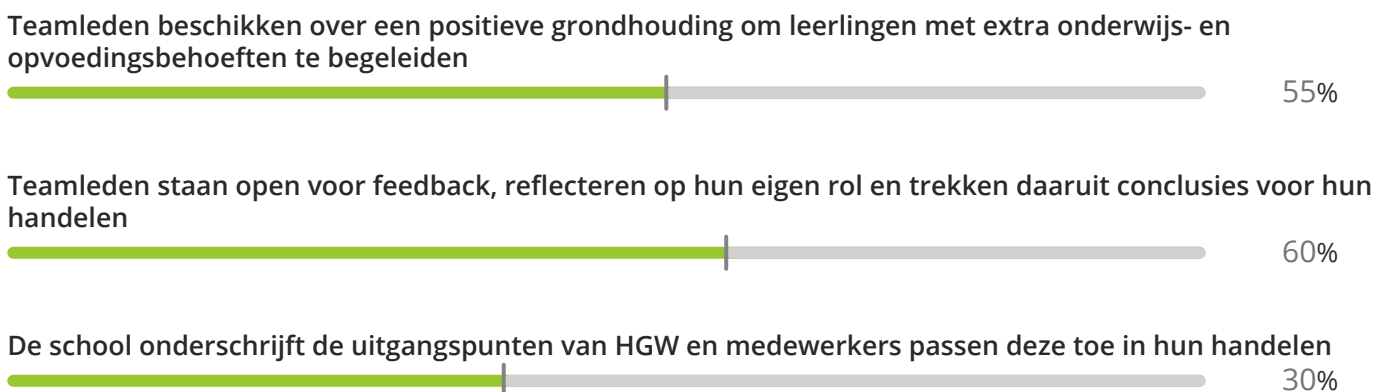 Teamleden beschikken over een positieve grondhouding om leerlingen met extra onderwijs- en
opvoedingsbehoeften te begeleiden
55%
Teamleden staan open voor feedback, reflecteren op hun eigen rol en trekken daaruit conclusies voor hun
handelen
60%
De school onderschrijft de uitgangspunten van HGW en medewerkers passen deze toe in hun handelen
30%